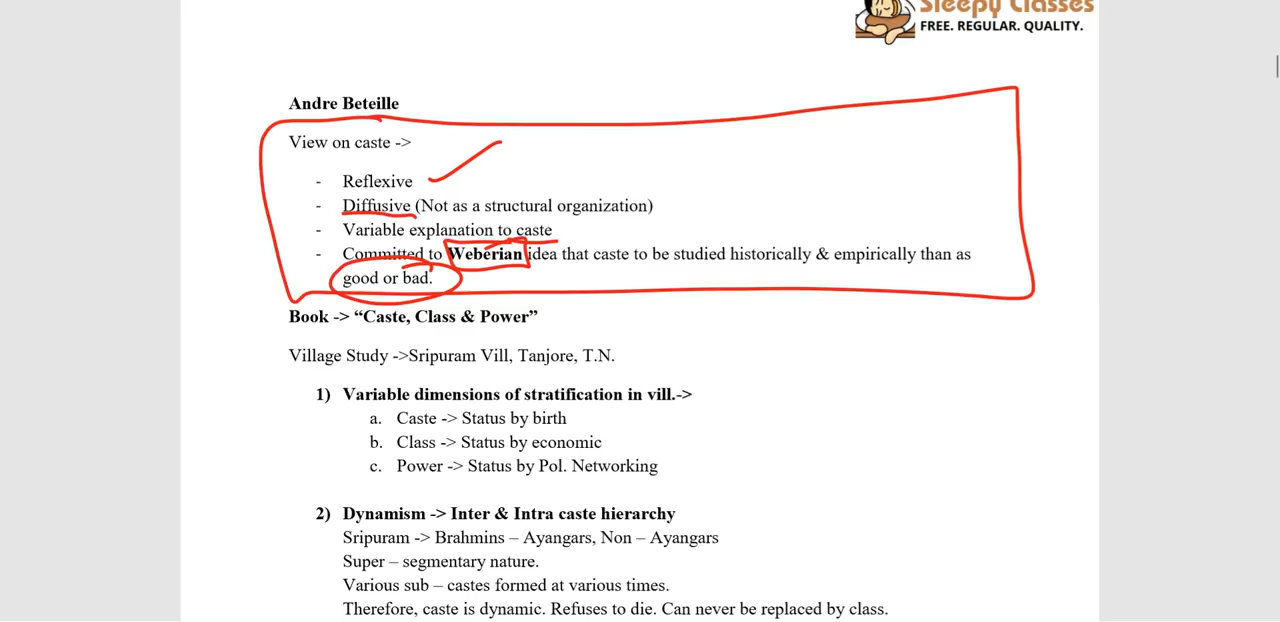 Sleepy Classes
FREE. REGULAR. QUALITY.
Andre Beteille
View on caste ->
- Reflexive
- Diffusive (Not as a structural organization)
- Variable explanation to caste
- Committed to Weberian idea that caste to be studied historically & empirically than as
good or bad.
Book -> “Caste, Class & Power”
Village Study ->Sripuram Vill, Tanjore, T.N.
1) Variable dimensions of stratification in vill.->
a. Caste -> Status by birth
b. Class -> Status by economic
c. Power -> Status by Pol. Networking
2) Dynamism -> Inter & Intra caste hierarchy
Sripuram -> Brahmins – Ayangars, Non – Ayangars
Super – segmentary nature.
Various sub – castes formed at various times.
Therefore, caste is dynamic. Refuses to die. Can never be replaced by class.